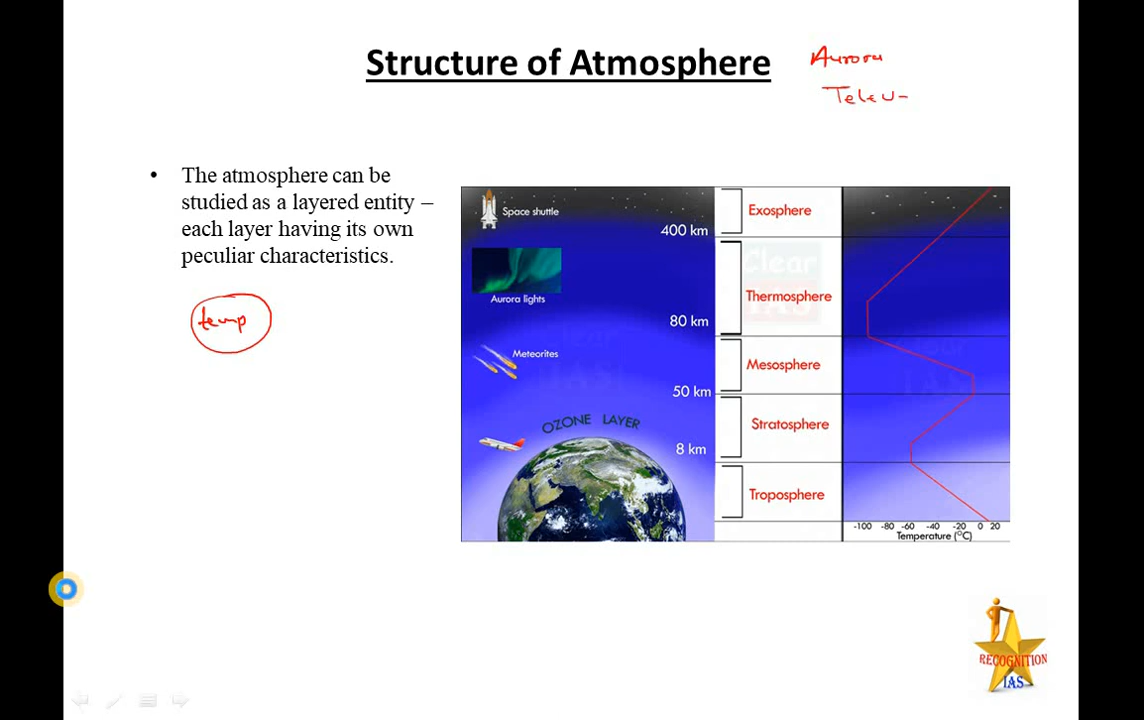 Structure of Atmosphere
Aurora
• The atmosphere can be
studied as a layered entity –
each layer having its own
peculiar characteristics.
temp
Space shuttle
400 km
Aurora lights
80 km
Meteorites
50 km
OZONE LAYER
8 km
Exosphere
Clear
IAS
Thermosphere
Mesosphere
Stratosphere
Troposphere
-100 -80 -60 -40 -20 0 20
Temperature (°C)
RECOGNITION
IAS